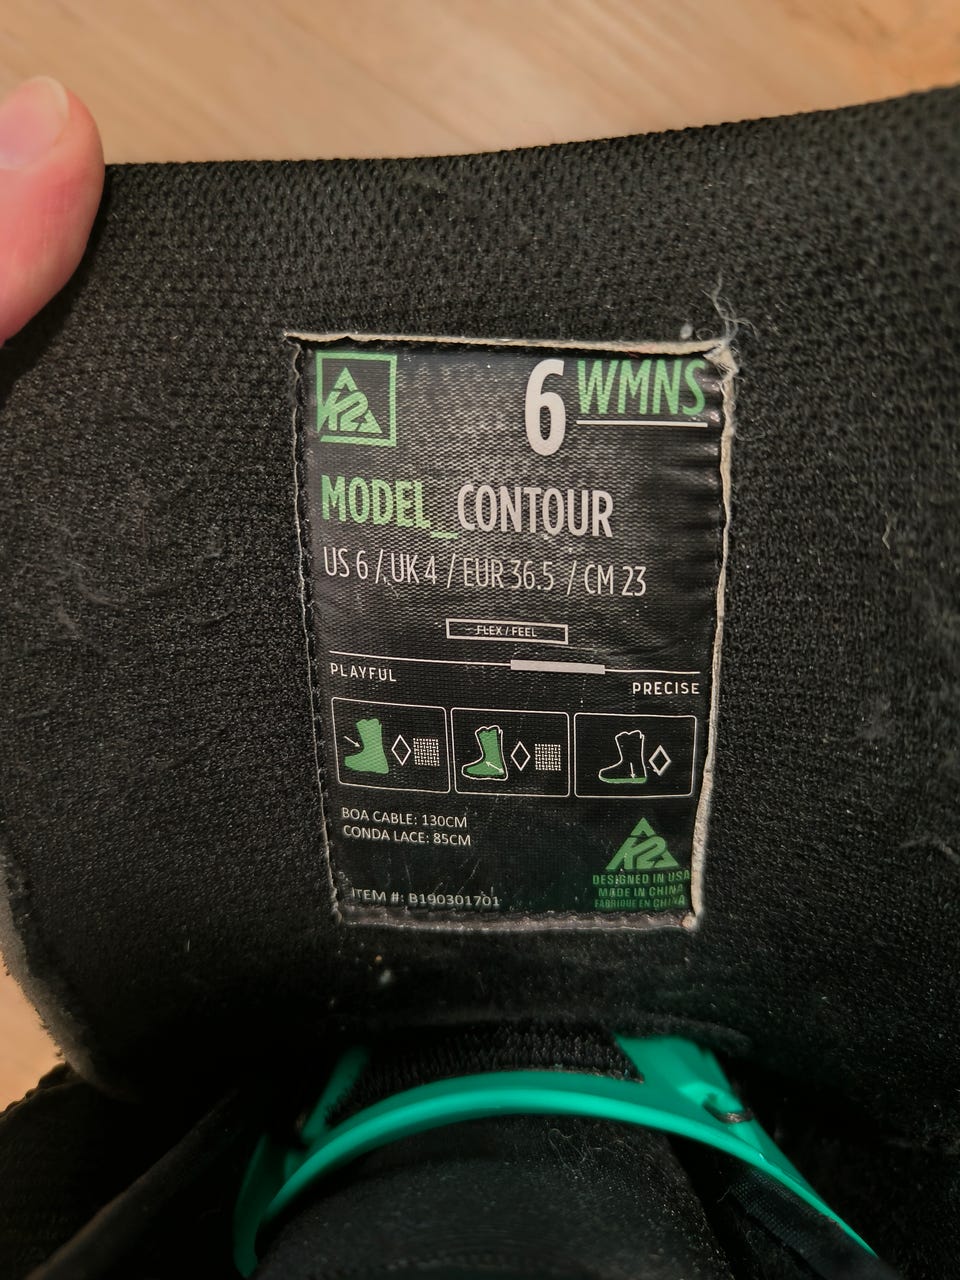 K2
6 WMNS
MODEL_CONTOUR
US 6 / UK 4 / EUR 36.5 / CM 23
FLEX / FEEL
PLAYFUL
PRECISE
BOA CABLE: 130CM
CONDA LACE: 85CM
K2
DESIGNED IN USA
MADE IN CHINA
FABRIQUE EN CHINA
ITEM #: B190301701